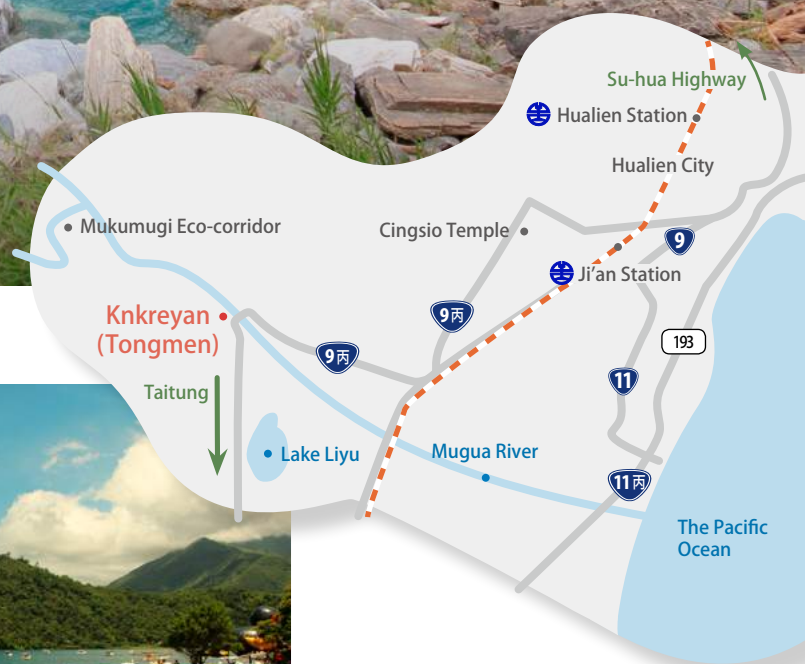 Su-hua Highway
Hualien Station
Hualien City
Mukumugi Eco-corridor
Cingsio Temple
9
Ji’an Station
Knkreyan
(Tongmen)
9丙
193
9丙
11
Taitung
Lake Liyu
Mugua River
11丙
The Pacific
Ocean